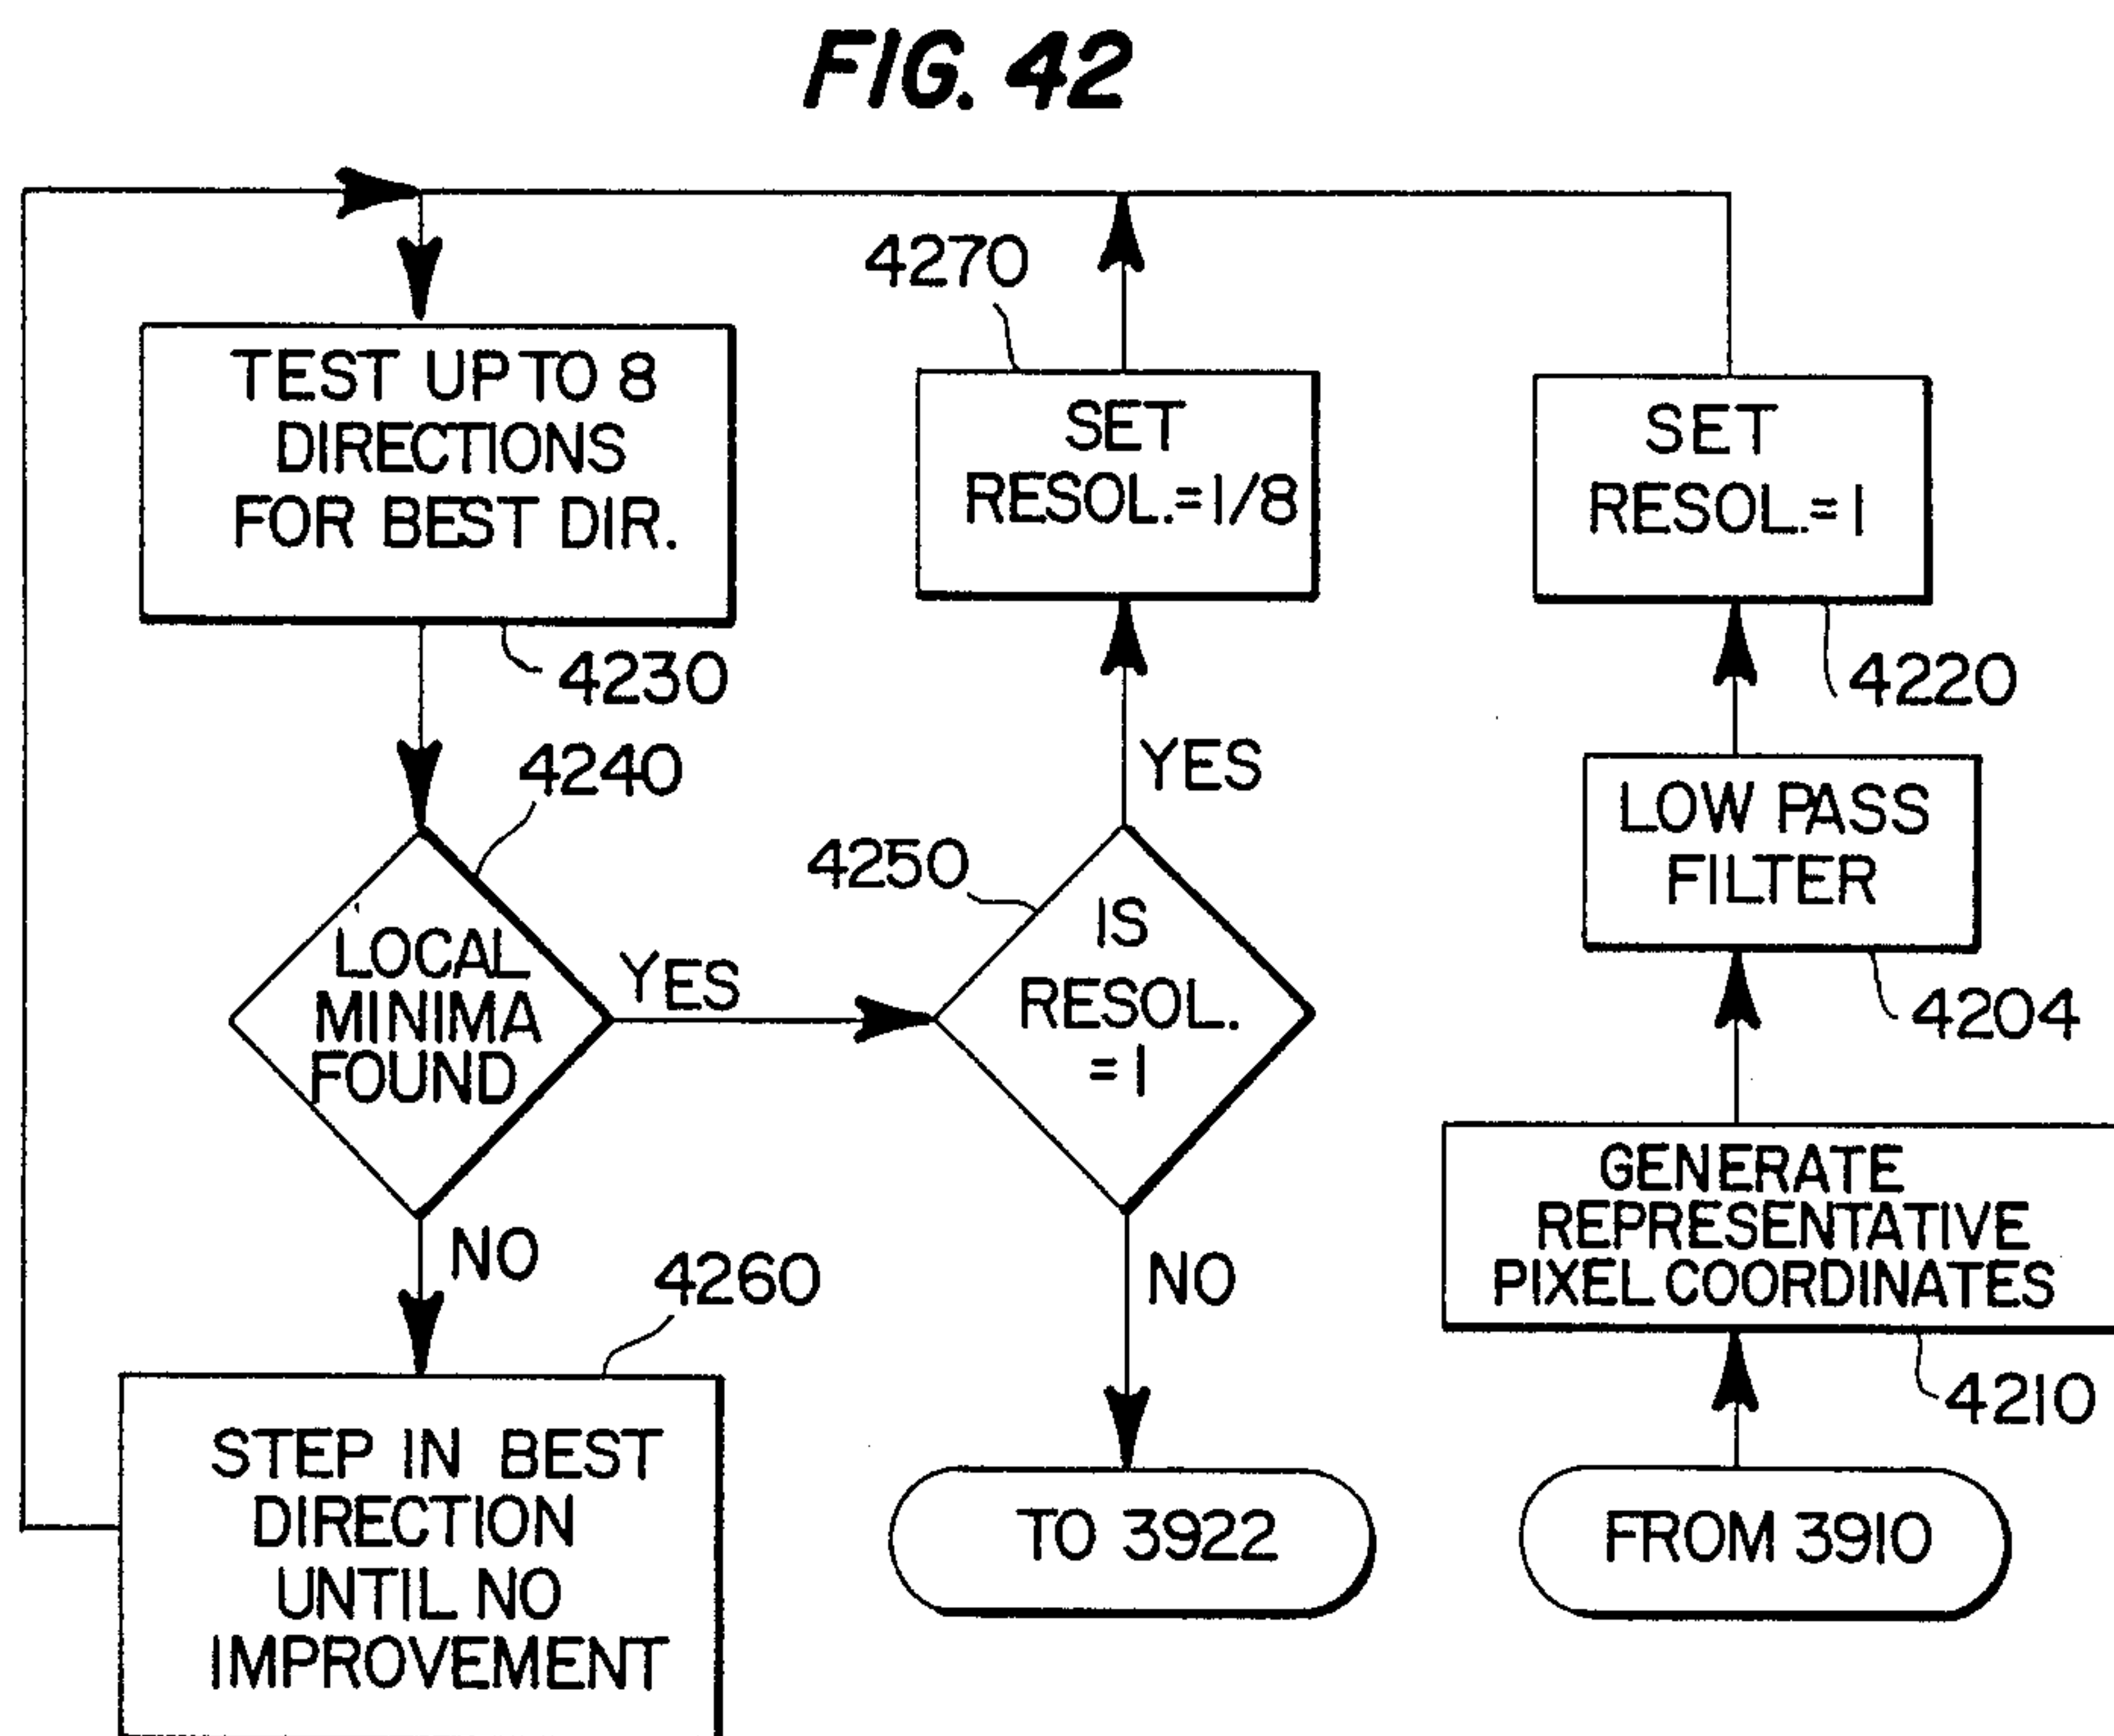 FIG. 42
TEST UP TO 8
DIRECTIONS
FOR BEST DIR.
4230
4240
LOCAL
MINIMA
FOUND
YES
NO
4260
STEP IN BEST
DIRECTION
UNTIL NO
IMPROVEMENT
4270
SET
RESOL.=1/8
YES
4250
IS
RESOL.
=1
NO
TO 3922
SET
RESOL.=1
4220
LOW PASS
FILTER
4204
GENERATE
REPRESENTATIVE
PIXEL COORDINATES
4210
FROM 3910